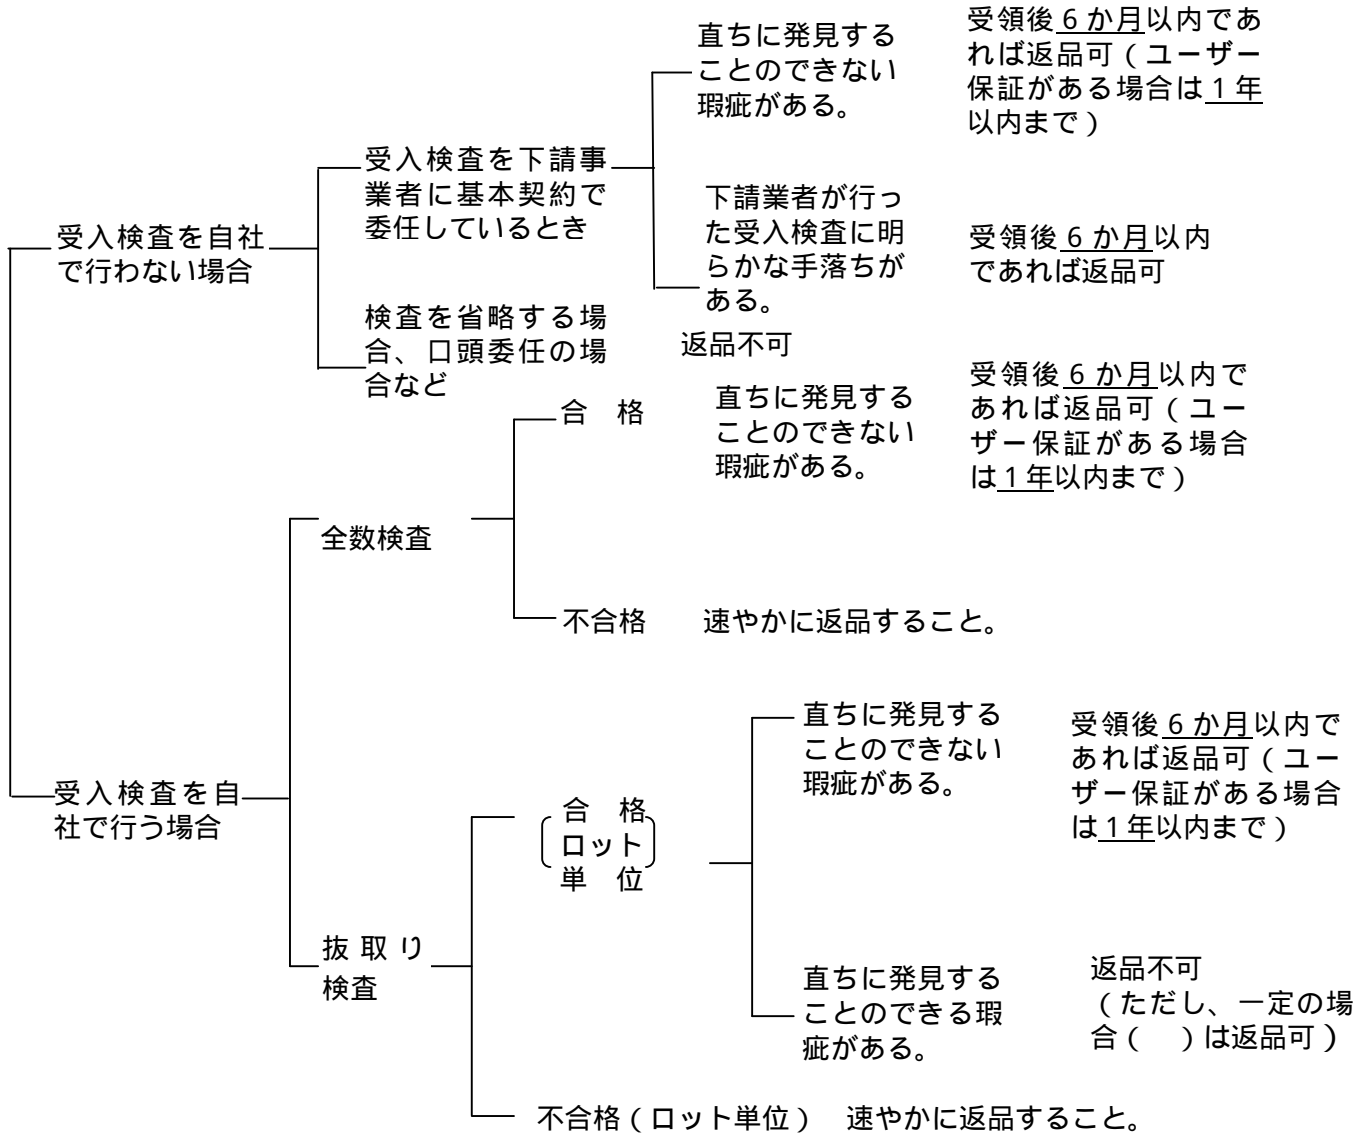 受入検査を自社
で行わない場合
受入検査を下請事
業者に基本契約で
委任しているとき
直ちに発見する
ことのできない
瑕疵がある。
受領後６か月以内であ
れば返品可（ユーザー
保証がある場合は１年
以内まで）
下請業者が行っ
た受入検査に明
らかな手落ちが
ある。
受領後６か月以内
であれば返品可
検査を省略する場
合、口頭委任の場
合など
返品不可
受入検査を自
社で行う場合
全数検査
合　格
直ちに発見する
ことのできない
瑕疵がある。
受領後６か月以内で
あれば返品可（ユー
ザー保証がある場合
は１年以内まで）
不合格　速やかに返品すること。
抜取り
検査
合　格
ロット
単　位
直ちに発見する
ことのできない
瑕疵がある。
受領後６か月以内で
あれば返品可（ユー
ザー保証がある場合
は１年以内まで）
直ちに発見する
ことのできる瑕
疵がある。
返品不可
（ただし、一定の場
合（　）は返品可）
不合格（ロット単位）　速やかに返品すること。